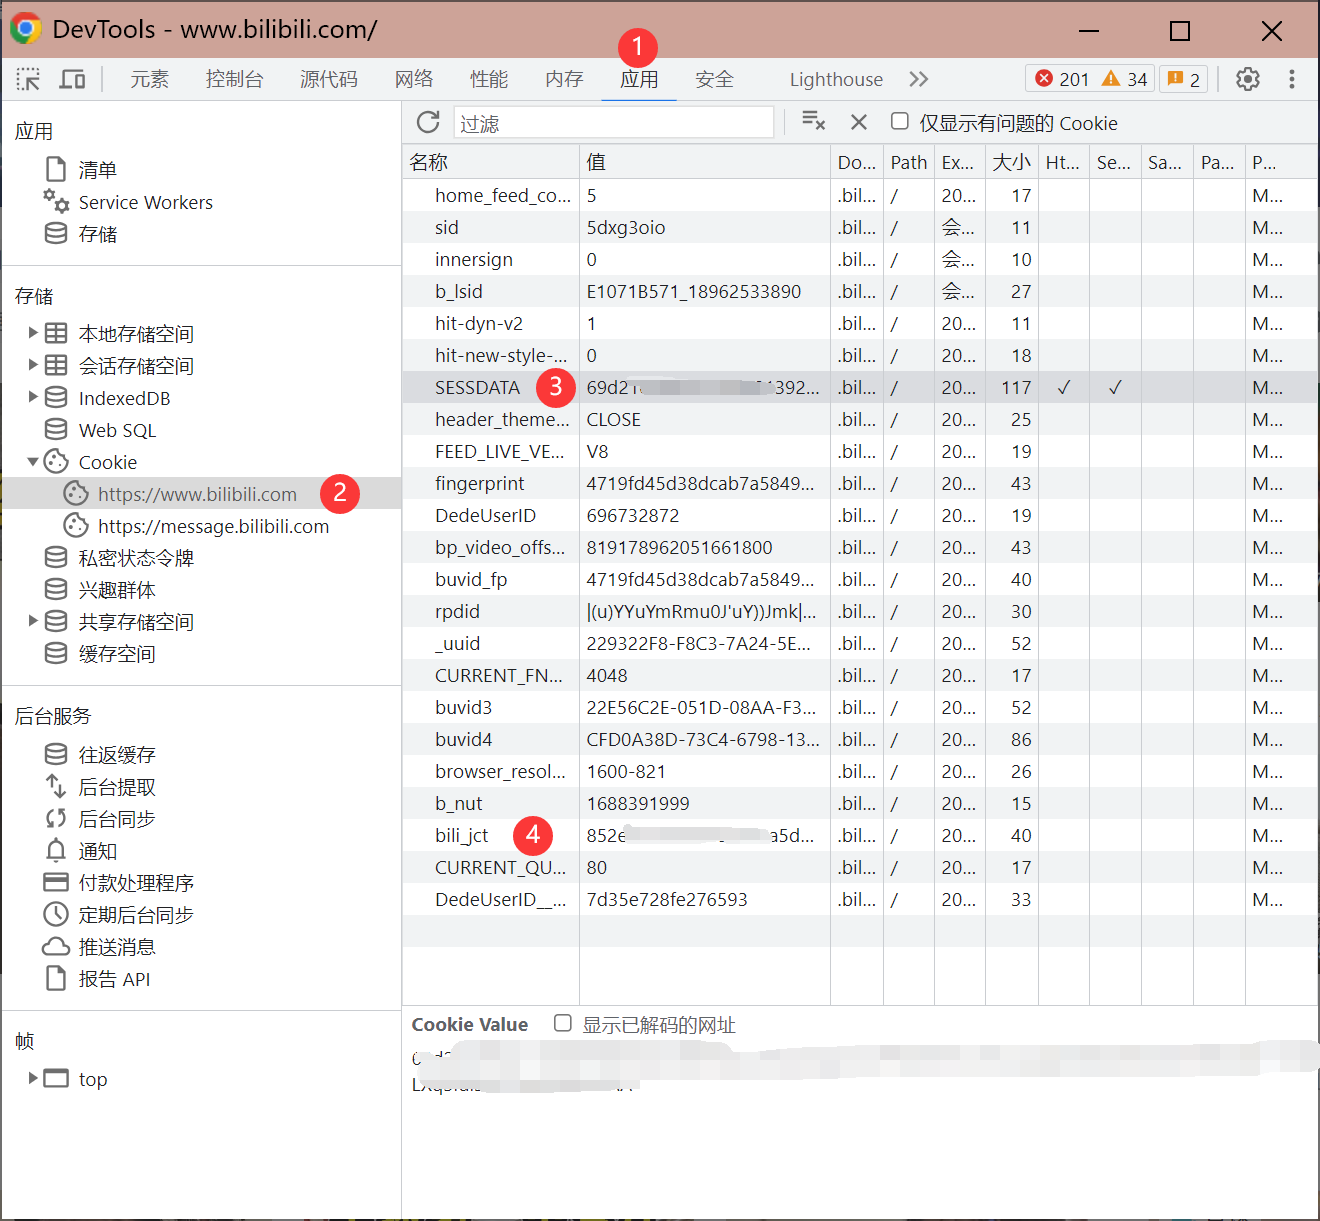 DevTools - www.bilibili.com/
1
元素 控制台 源代码 网络 性能 内存 应用 安全 Lighthouse 201 34 2
应用
清单
Service Workers
存储
存储
本地存储空间
会话存储空间
IndexedDB
Web SQL
Cookie
https://www.bilibili.com 2
https://message.bilibili.com
私密状态令牌
兴趣群体
共享存储空间
缓存空间
后台服务
往返缓存
后台提取
后台同步
通知
付款处理程序
定期后台同步
推送消息
报告 API
帧
top
过滤 仅显示有问题的 Cookie
名称 值 Do... Path Ex... 大小 Ht... Se... Sa... Pa... P...
home_feed_co... 5 .bil... / 20... 17 M...
sid 5dxg3oio .bil... / 会... 11 M...
innersign 0 .bil... / 会... 10 M...
b_lsid E1071B571_18962533890 .bil... / 会... 27 M...
hit-dyn-v2 1 .bil... / 20... 11 M...
hit-new-style-... 0 .bil... / 20... 18 M...
SESSDATA 3 69d2 1392... .bil... / 20... 117 ✓ ✓ M...
header_theme... CLOSE .bil... / 20... 25 M...
FEED_LIVE_VE... V8 .bil... / 20... 19 M...
fingerprint 4719fd45d38dcab7a5849... .bil... / 20... 43 M...
DedeUserID 696732872 .bil... / 20... 19 M...
bp_video_offs... 819178962051661800 .bil... / 20... 43 M...
buvid_fp 4719fd45d38dcab7a5849... .bil... / 20... 40 M...
rpdid |(u)YYuYmRmu0J'uY))Jmk|... .bil... / 20... 30 M...
_uuid 229322F8-F8C3-7A24-5E... .bil... / 20... 52 M...
CURRENT_FN... 4048 .bil... / 20... 17 M...
buvid3 22E56C2E-051D-08AA-F3... .bil... / 20... 52 M...
buvid4 CFD0A38D-73C4-6798-13... .bil... / 20... 86 M...
browser_resol... 1600-821 .bil... / 20... 26 M...
b_nut 1688391999 .bil... / 20... 15 M...
bili_jct 4 852e a5d... .bil... / 20... 40 M...
CURRENT_QU... 80 .bil... / 20... 17 M...
DedeUserID__... 7d35e728fe276593 .bil... / 20... 33 M...
Cookie Value 显示已解码的网址